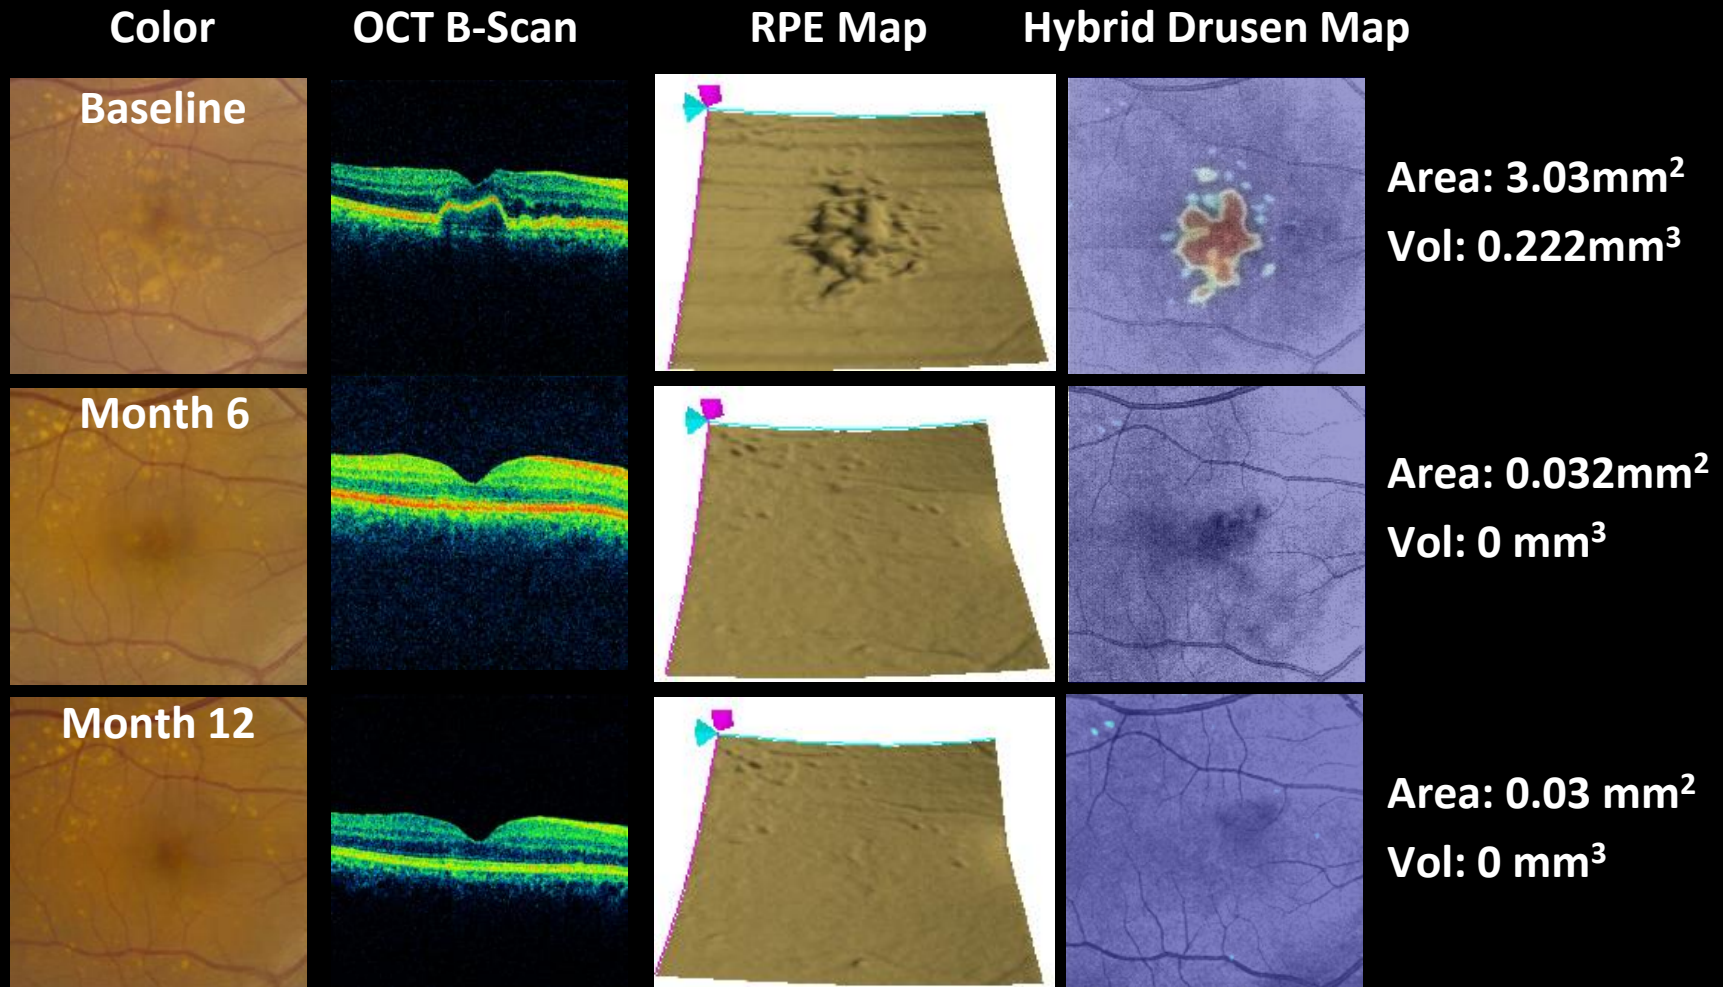 Color OCT B-Scan RPE Map Hybrid Drusen Map
Baseline
Area: 3.03mm²
Vol: 0.222mm³
Month 6
Area: 0.032mm²
Vol: 0 mm³
Month 12
Area: 0.03 mm²
Vol: 0 mm³